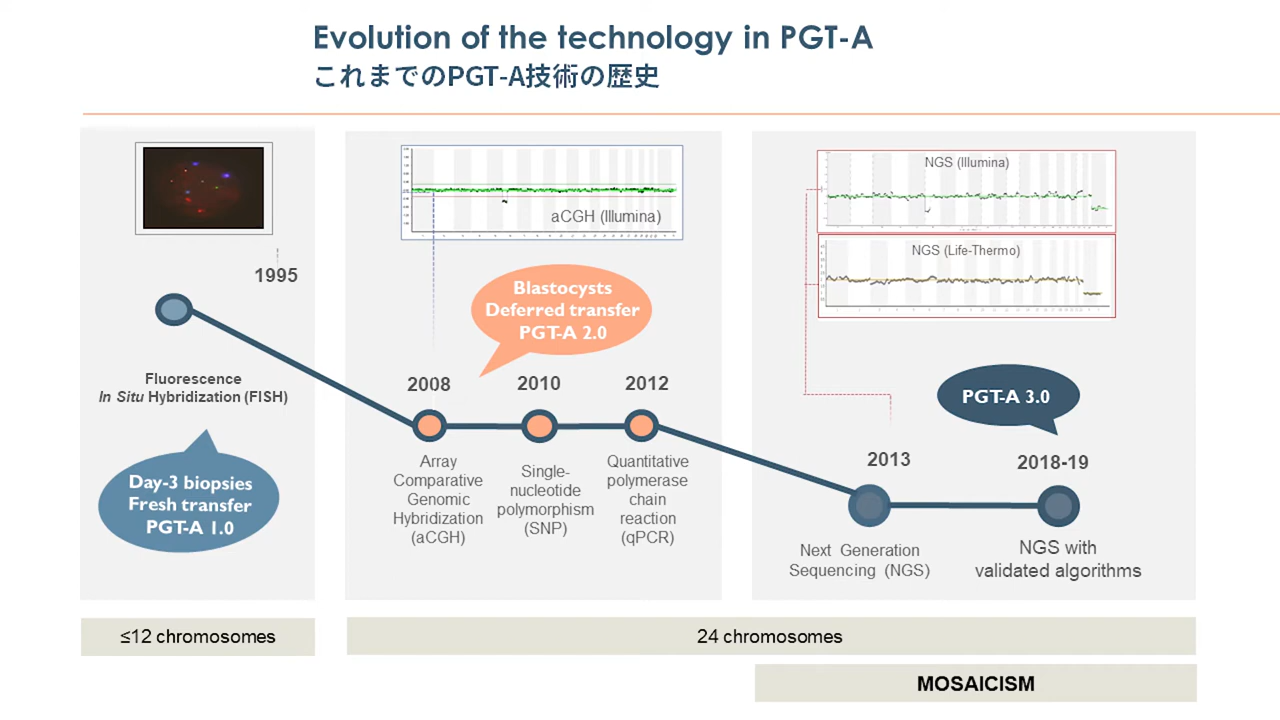 Evolution of the technology in PGT-A
これまでのPGT-A技術の歴史
1995
Fluorescence
In Situ Hybridization (FISH)
Day-3 biopsies
Fresh transfer
PGT-A 1.0
≤12 chromosomes
aCGH (Illumina)
Blastocysts
Deferred transfer
PGT-A 2.0
2008
2010
2012
Array
Comparative
Genomic
Hybridization
(aCGH)
Single-
nucleotide
polymorphism
(SNP)
Quantitative
polymerase
chain
reaction
(qPCR)
NGS (Illumina)
NGS (Life-Thermo)
PGT-A 3.0
2013
2018-19
Next Generation
Sequencing (NGS)
NGS with
validated algorithms
24 chromosomes
MOSAICISM